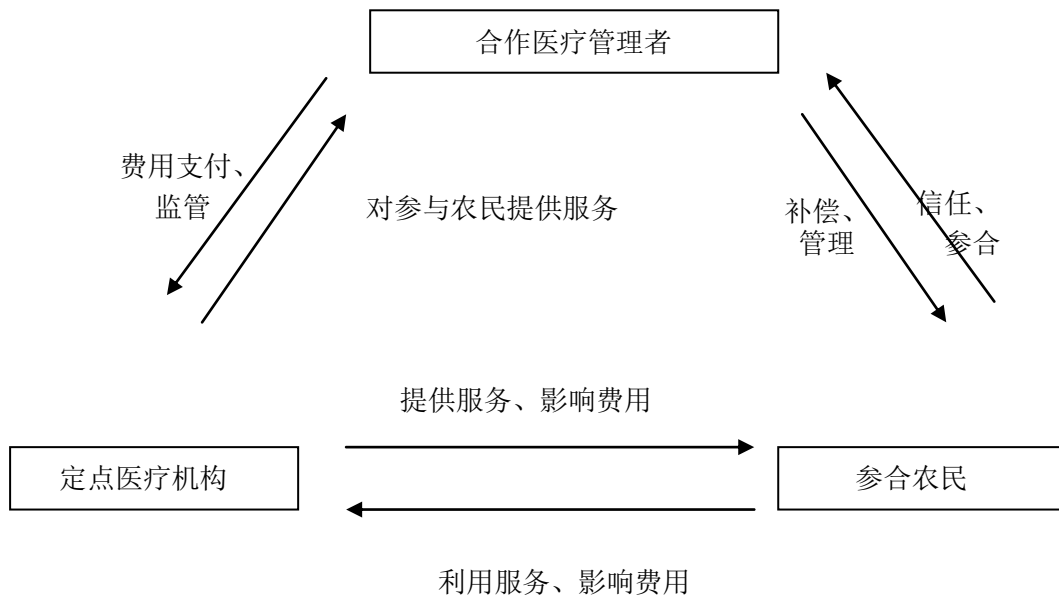 合作医疗管理者
费用支付、
监管
对参与农民提供服务
补偿、
管理
信任、
参合
提供服务、影响费用
定点医疗机构
参合农民
利用服务、影响费用